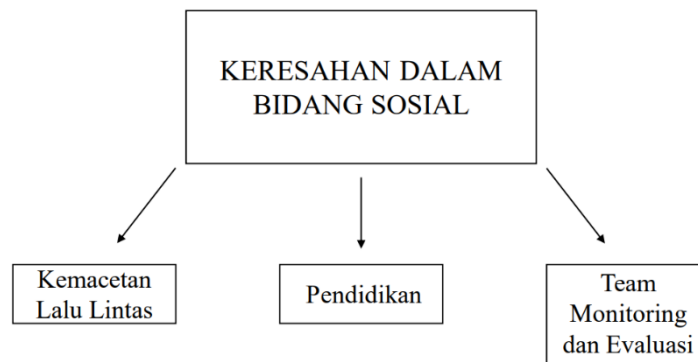 KERESAHAN DALAM
BIDANG SOSIAL
Kemacetan
Lalu Lintas
Pendidikan
Team
Monitoring
dan Evaluasi